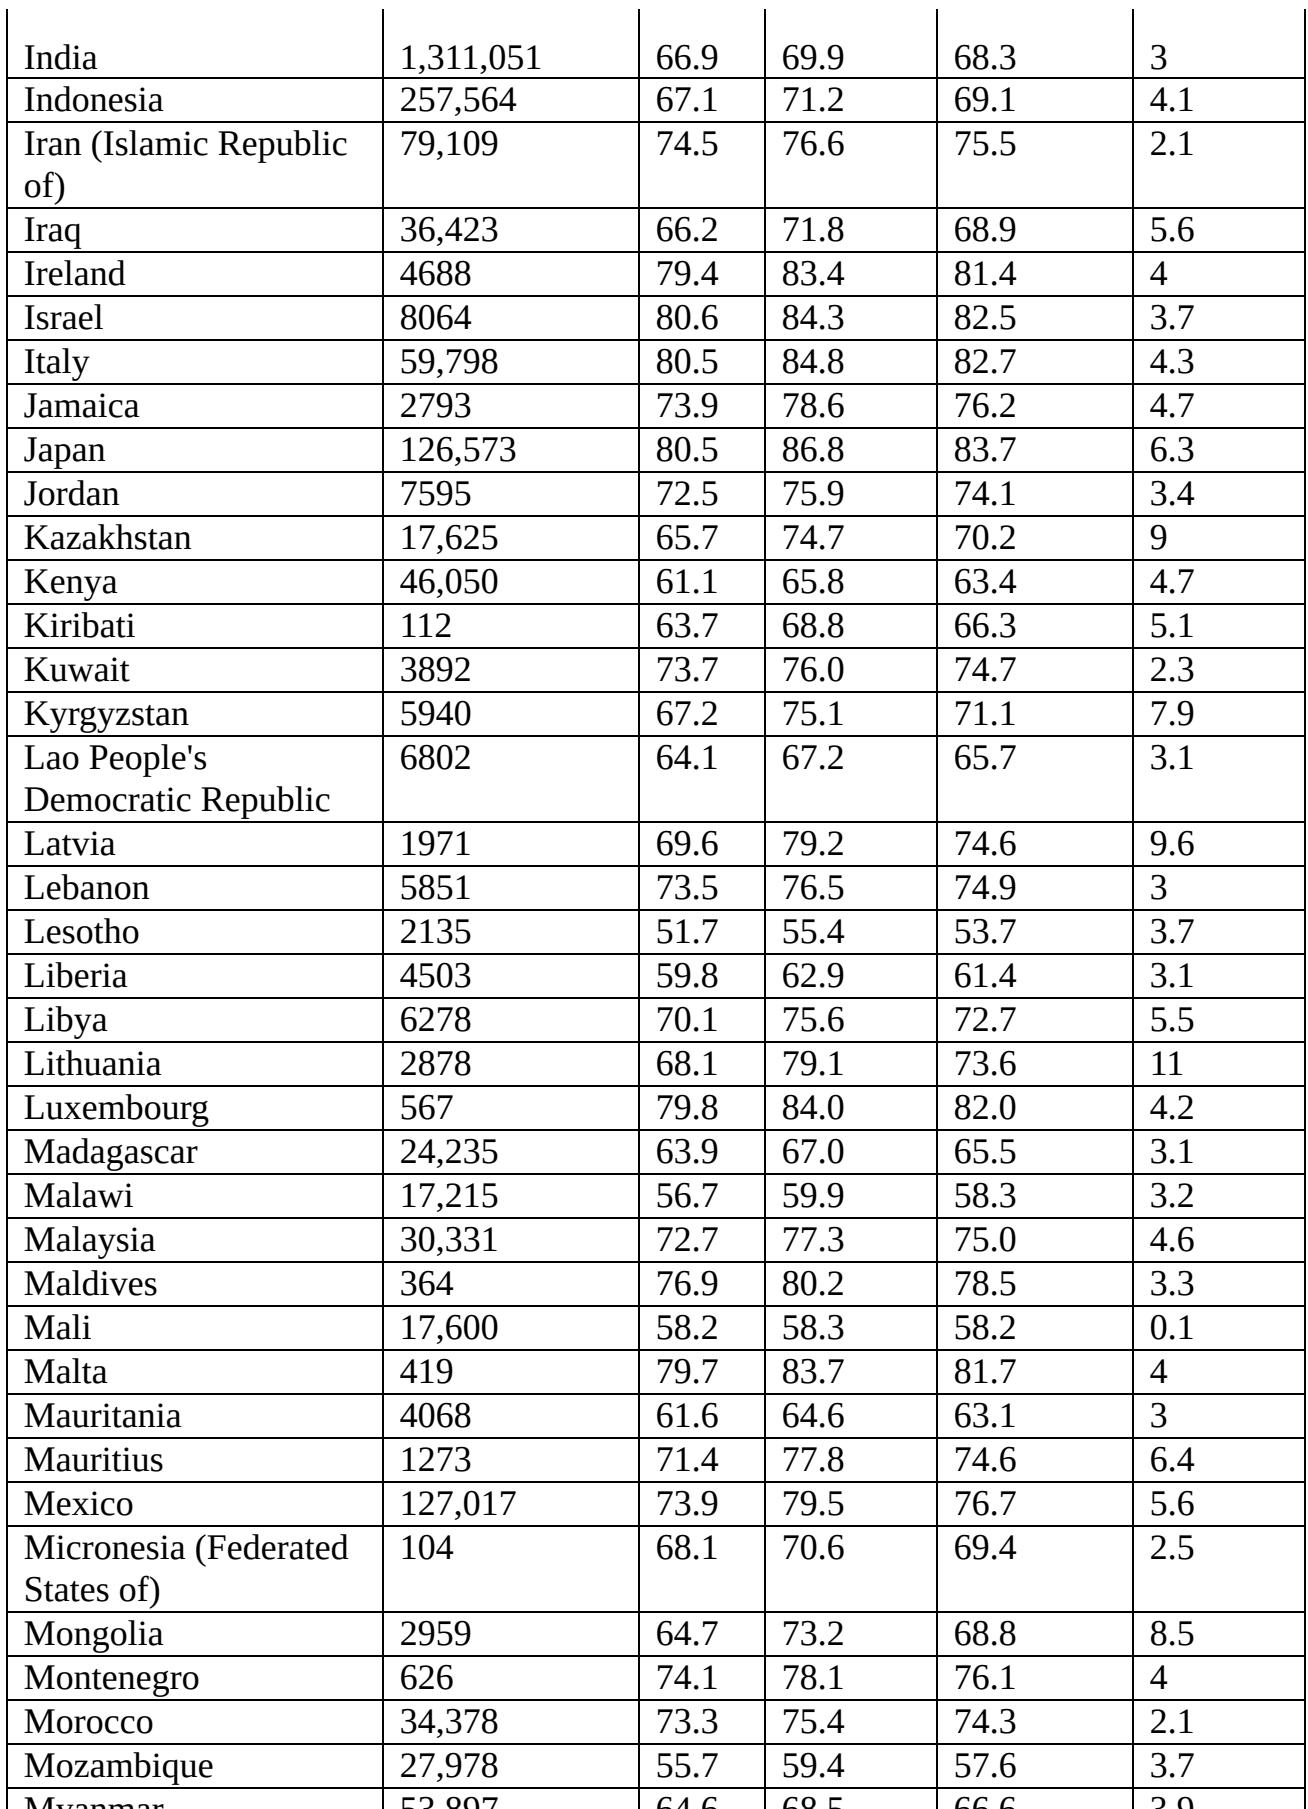 India 1,311,051 66.9 69.9 68.3 3
Indonesia 257,564 67.1 71.2 69.1 4.1
Iran (Islamic Republic 79,109 74.5 76.6 75.5 2.1
of)
Iraq 36,423 66.2 71.8 68.9 5.6
Ireland 4688 79.4 83.4 81.4 4
Israel 8064 80.6 84.3 82.5 3.7
Italy 59,798 80.5 84.8 82.7 4.3
Jamaica 2793 73.9 78.6 76.2 4.7
Japan 126,573 80.5 86.8 83.7 6.3
Jordan 7595 72.5 75.9 74.1 3.4
Kazakhstan 17,625 65.7 74.7 70.2 9
Kenya 46,050 61.1 65.8 63.4 4.7
Kiribati 112 63.7 68.8 66.3 5.1
Kuwait 3892 73.7 76.0 74.7 2.3
Kyrgyzstan 5940 67.2 75.1 71.1 7.9
Lao People's 6802 64.1 67.2 65.7 3.1
Democratic Republic
Latvia 1971 69.6 79.2 74.6 9.6
Lebanon 5851 73.5 76.5 74.9 3
Lesotho 2135 51.7 55.4 53.7 3.7
Liberia 4503 59.8 62.9 61.4 3.1
Libya 6278 70.1 75.6 72.7 5.5
Lithuania 2878 68.1 79.1 73.6 11
Luxembourg 567 79.8 84.0 82.0 4.2
Madagascar 24,235 63.9 67.0 65.5 3.1
Malawi 17,215 56.7 59.9 58.3 3.2
Malaysia 30,331 72.7 77.3 75.0 4.6
Maldives 364 76.9 80.2 78.5 3.3
Mali 17,600 58.2 58.3 58.2 0.1
Malta 419 79.7 83.7 81.7 4
Mauritania 4068 61.6 64.6 63.1 3
Mauritius 1273 71.4 77.8 74.6 6.4
Mexico 127,017 73.9 79.5 76.7 5.6
Micronesia (Federated 104 68.1 70.6 69.4 2.5
States of)
Mongolia 2959 64.7 73.2 68.8 8.5
Montenegro 626 74.1 78.1 76.1 4
Morocco 34,378 73.3 75.4 74.3 2.1
Mozambique 27,978 55.7 59.4 57.6 3.7
Myanmar 53,897 64.6 68.5 66.6 3.9